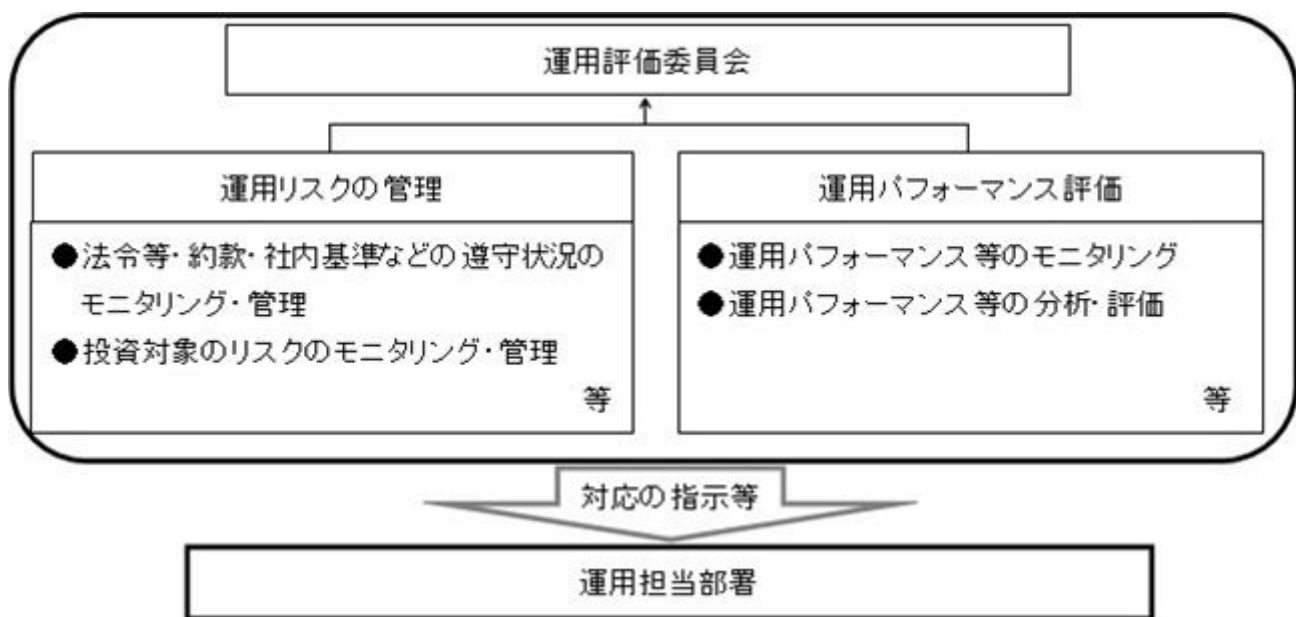 運用評価委員会
運用リスクの管理
●法令等・約款・社内基準などの遵守状況の
モニタリング・管理
●投資対象のリスクのモニタリング・管理
等
運用パフォーマンス評価
●運用パフォーマンス等のモニタリング
●運用パフォーマンス等の分析・評価
等
対応の指示等
運用担当部署